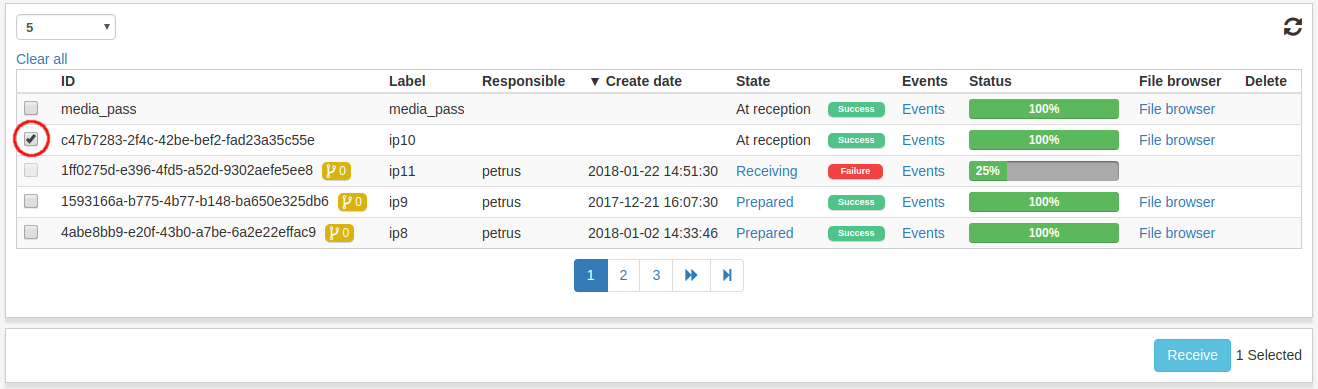 5
Clear all
ID Label Responsible ▼ Create date State Events Status File browser Delete
media_pass media_pass At reception Success Events 100% File browser
c47b7283-2f4c-42be-bef2-fad23a35c55e ip10 At reception Success Events 100% File browser
1ff0275d-e396-4fd5-a52d-9302aefe5ee8 0 ip11 petrus 2018-01-22 14:51:30 Receiving Failure Events 25%
1593166a-b775-4b77-b148-ba650e325db6 0 ip9 petrus 2017-12-21 16:07:30 Prepared Success Events 100% File browser
4abe8bb9-e20f-43b0-a7be-6a2e22effac9 0 ip8 petrus 2018-01-02 14:33:46 Prepared Success Events 100% File browser
1 2 3
Receive 1 Selected